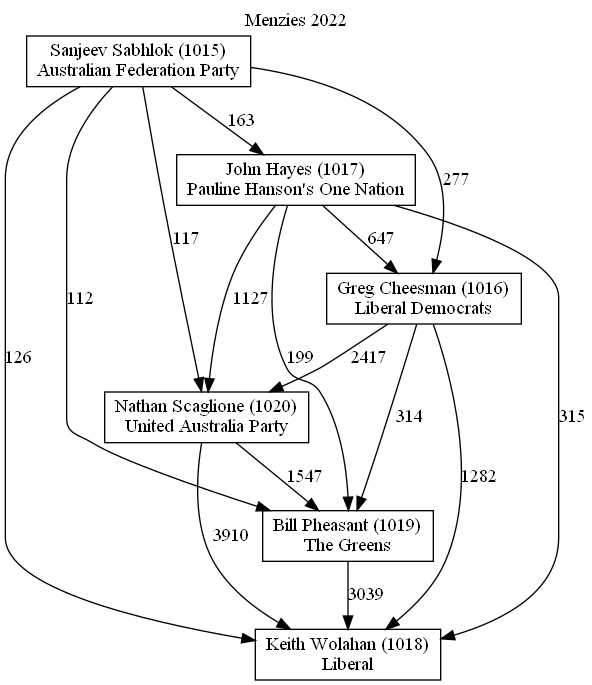 Menzies 2022
Sanjeev Sabhlok (1015)
Australian Federation Party
163
John Hayes (1017)
Pauline Hanson's One Nation
277
117
647
Greg Cheesman (1016)
Liberal Democrats
112
1127
126
199
2417
Nathan Scaglione (1020)
United Australia Party
314
315
1547
1282
Bill Pheasant (1019)
The Greens
3910
3039
Keith Wolahan (1018)
Liberal